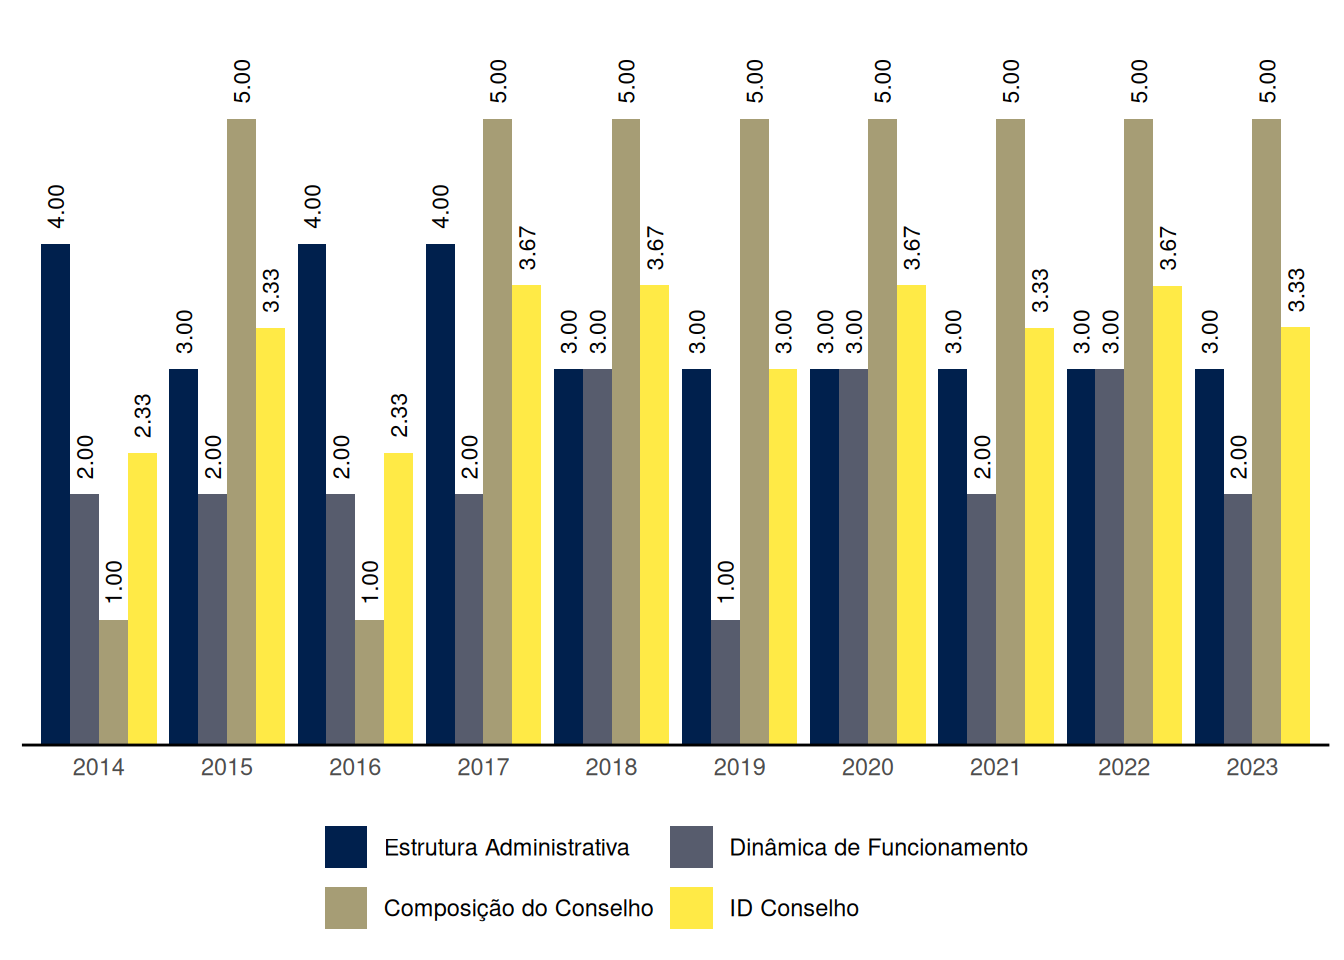 4.00 2.00 1.00 2.33
3.00 2.00 5.00 3.33
4.00 2.00 1.00 2.33
4.00 2.00 5.00 3.67
3.00 3.00 5.00 3.67
3.00 1.00 5.00 3.00
3.00 3.00 5.00 3.67
3.00 2.00 5.00 3.33
3.00 3.00 5.00 3.67
3.00 2.00 5.00 3.33
2014 2015 2016 2017 2018 2019 2020 2021 2022 2023
Estrutura Administrativa Dinâmica de Funcionamento
Composição do Conselho ID Conselho